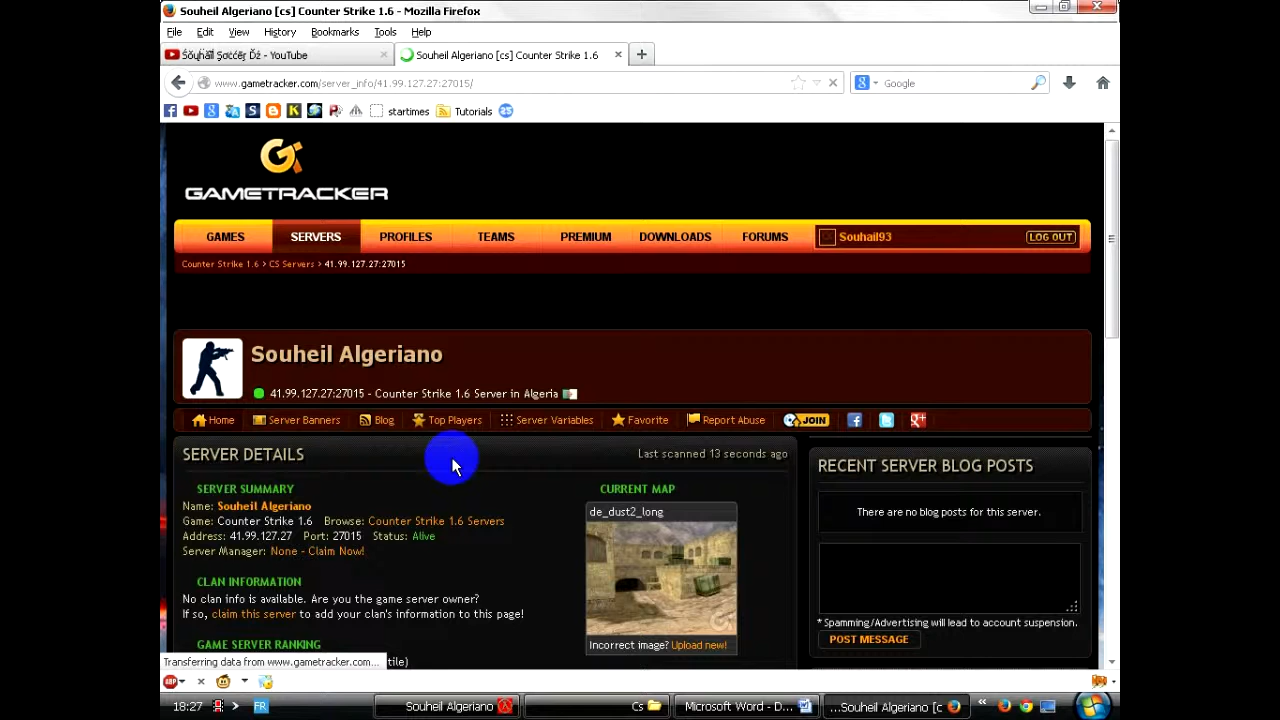 Souheil Algeriano [cs] Counter Strike 1.6 - Mozilla Firefox
File Edit View History Bookmarks Tools Help
- YouTube
Souheil Algeriano [cs] Counter Strike 1.6
www.gametracker.com/server_info/41.99.127.27:27015/
Google
startimes Tutorials
GAMETRACKER
GAMES SERVERS PROFILES TEAMS PREMIUM DOWNLOADS FORUMS Souhail93 LOG OUT
Counter Strike 1.6 > CS Servers > 41.99.127.27:27015
Souheil Algeriano
41.99.127.27:27015 - Counter Strike 1.6 Server in Algeria
Home Server Banners Blog Top Players Server Variables Favorite Report Abuse JOIN
SERVER DETAILS
Last scanned 13 seconds ago
SERVER SUMMARY
Name: Souheil Algeriano
Game: Counter Strike 1.6 Browse: Counter Strike 1.6 Servers
Address: 41.99.127.27 Port: 27015 Status: Alive
Server Manager: None - Claim Now!
CLAN INFORMATION
No clan info is available. Are you the game server owner?
If so, claim this server to add your clan's information to this page!
GAME SERVER RANKING
tile)
CURRENT MAP
de_dust2_long
Incorrect image? Upload new!
RECENT SERVER BLOG POSTS
There are no blog posts for this server.
* Spamming/Advertising will lead to account suspension.
POST MESSAGE
Transferring data from www.gametracker.com...
18:27
FR
Souheil Algeriano
Cs
Microsoft Word - D...
...Souheil Algeriano [c